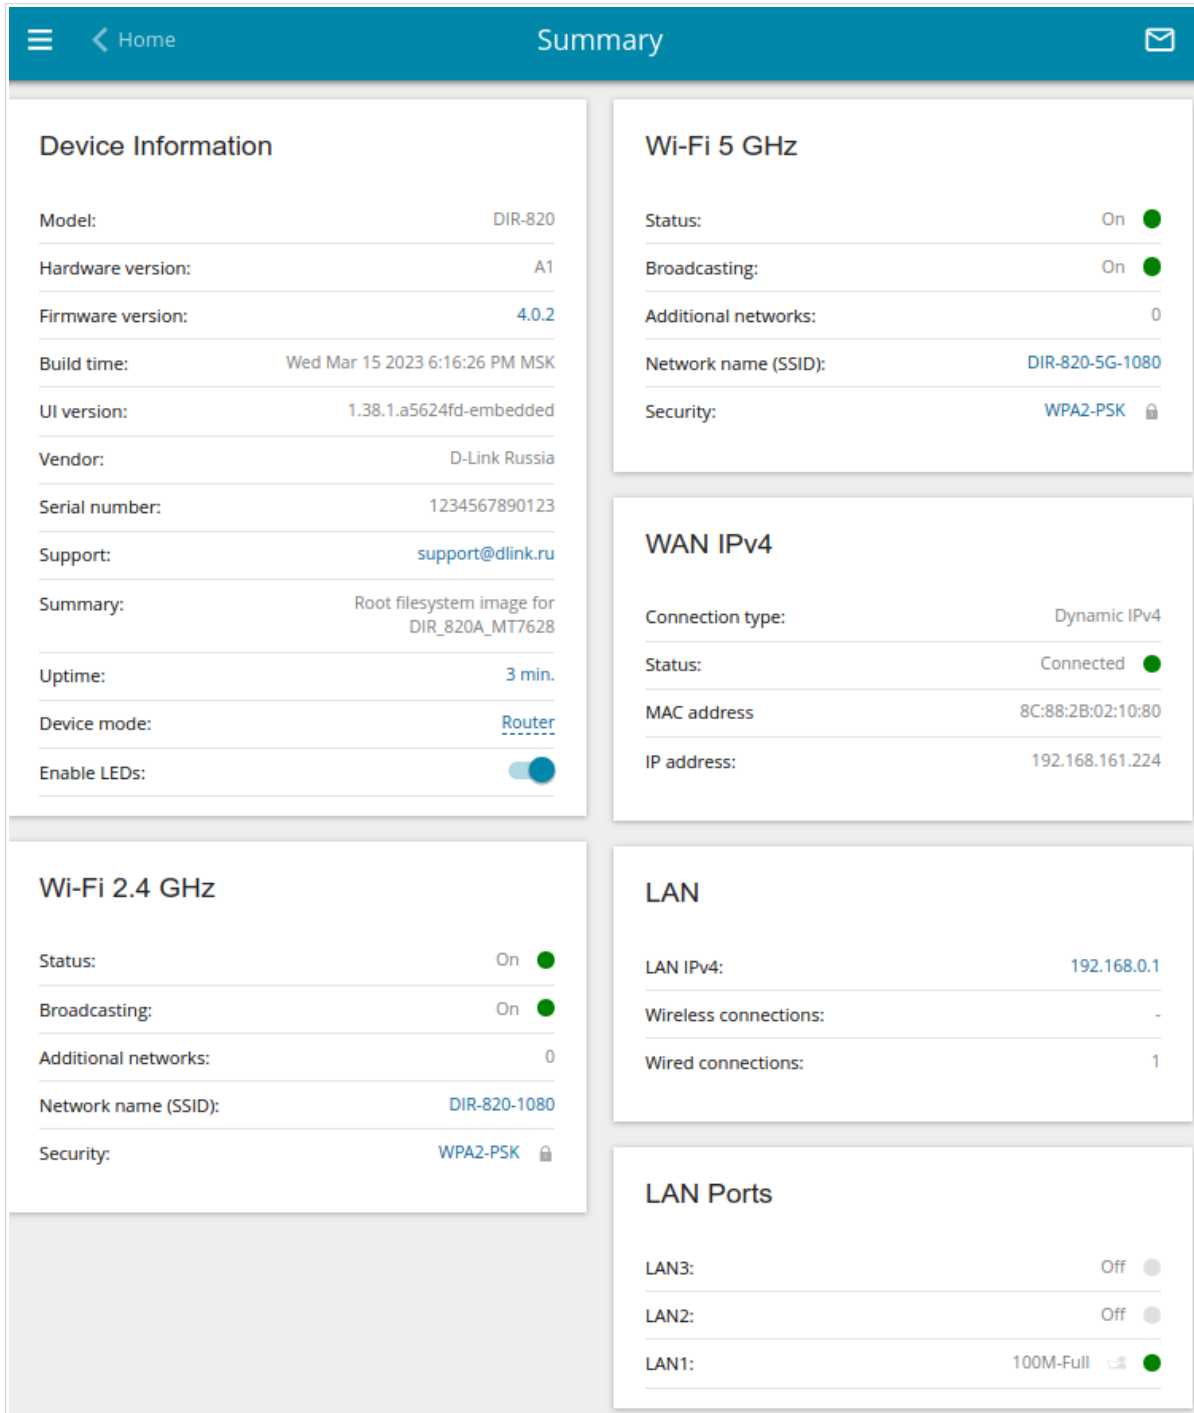 Home
Summary
Device Information
Model: DIR-820
Hardware version: A1
Firmware version: 4.0.2
Build time: Wed Mar 15 2023 6:16:26 PM MSK
UI version: 1.38.1.a5624fd-embedded
Vendor: D-Link Russia
Serial number: 1234567890123
Support: support@dlink.ru
Summary: Root filesystem image for
DIR_820A_MT7628
Uptime: 3 min.
Device mode: Router
Enable LEDs:
Wi-Fi 2.4 GHz
Status: On
Broadcasting: On
Additional networks: 0
Network name (SSID): DIR-820-1080
Security: WPA2-PSK
Wi-Fi 5 GHz
Status: On
Broadcasting: On
Additional networks: 0
Network name (SSID): DIR-820-5G-1080
Security: WPA2-PSK
WAN IPv4
Connection type: Dynamic IPv4
Status: Connected
MAC address 8C:88:2B:02:10:80
IP address: 192.168.161.224
LAN
LAN IPv4: 192.168.0.1
Wireless connections: -
Wired connections: 1
LAN Ports
LAN3: Off
LAN2: Off
LAN1: 100M-Full